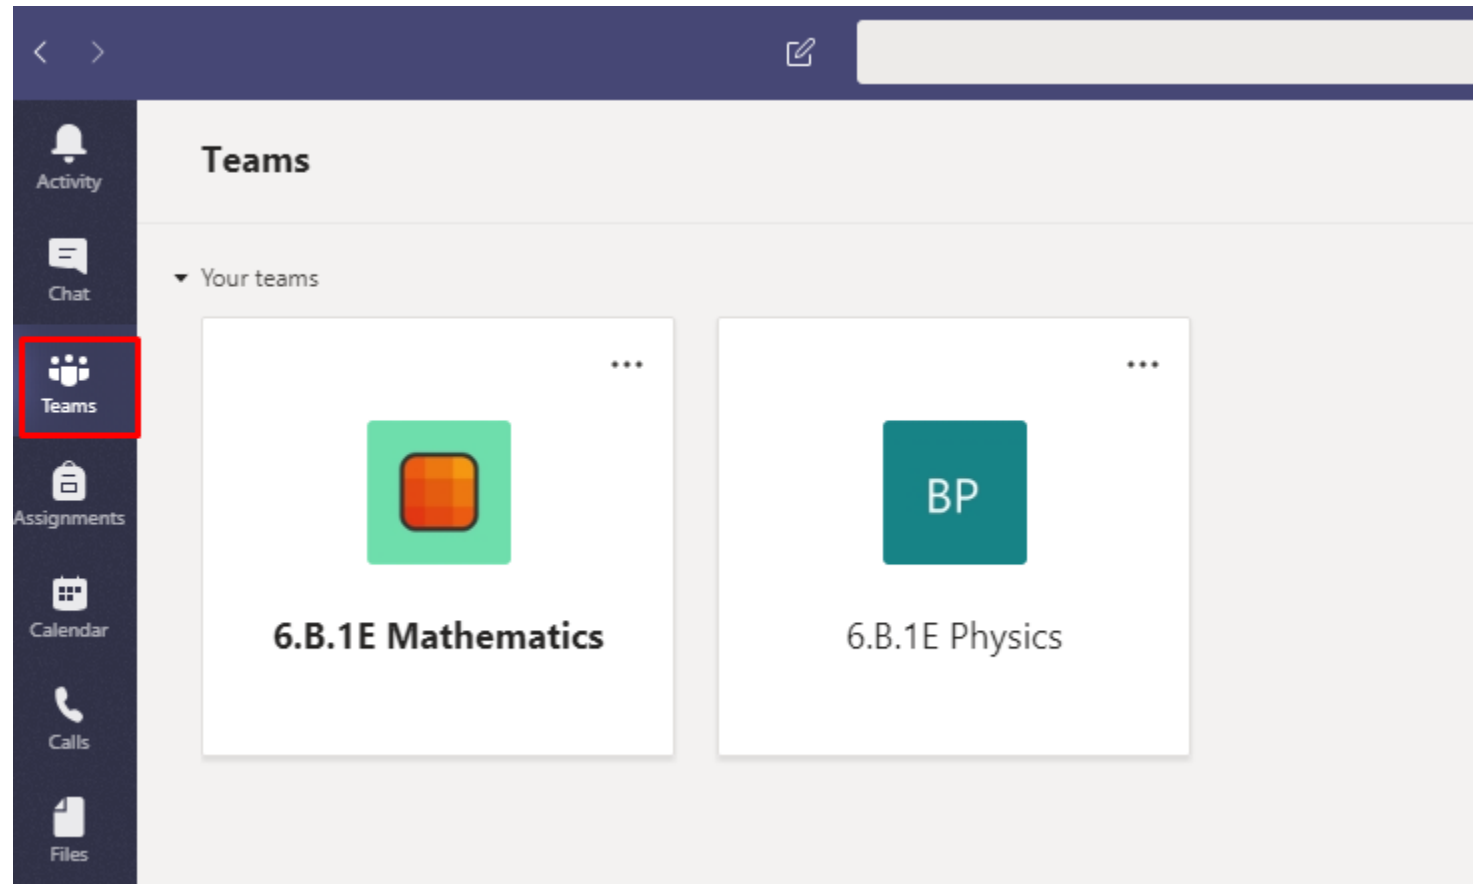 Activity
Teams
Chat
Your teams
Teams
BP
Assignments
6.B.1E Mathematics
6.B.1E Physics
Calendar
Calls
Files